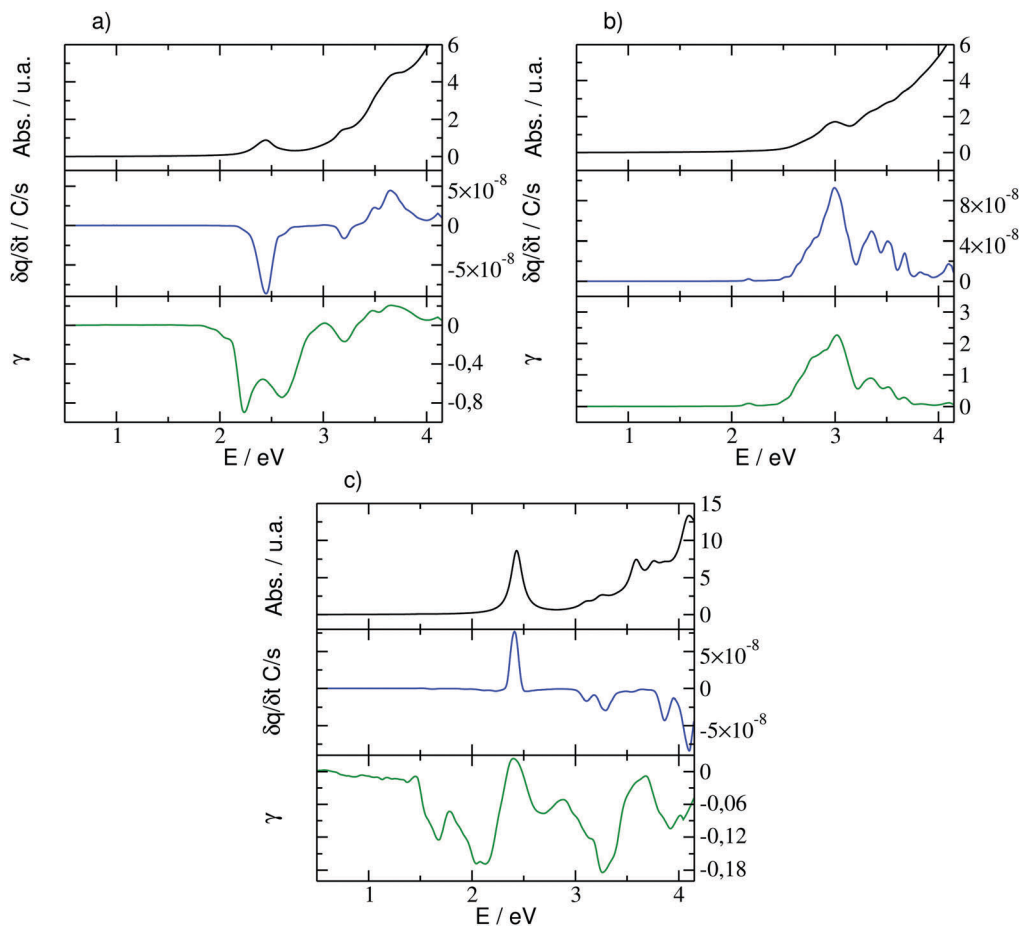 a)
Abs. / u.a.
6
4
2
0
δq/δt / C/s
5×10⁻⁸
0
-5×10⁻⁸
γ
0
-0,4
-0,8
1 2 3 4
E / eV
b)
Abs. / u.a.
6
4
2
0
δq/δt / C/s
8×10⁻⁸
4×10⁻⁸
0
γ
3
2
1
0
1 2 3 4
E / eV
c)
Abs. / u.a.
15
10
5
0
δq/δt C/s
5×10⁻⁸
0
-5×10⁻⁸
γ
0
-0,06
-0,12
-0,18
1 2 3 4
E / eV